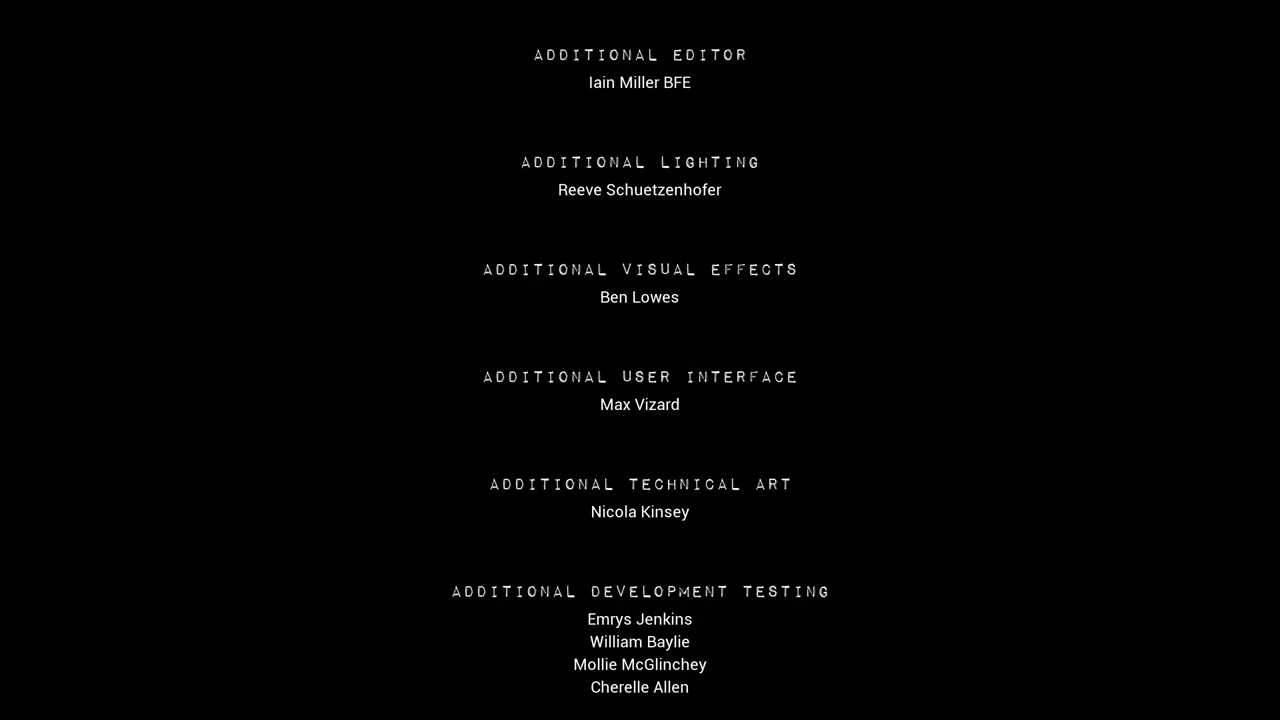 ADDITIONAL EDITOR
Iain Miller BFE
ADDITIONAL LIGHTING
Reeve Schuetzenhofer
ADDITIONAL VISUAL EFFECTS
Ben Lowes
ADDITIONAL USER INTERFACE
Max Vizard
ADDITIONAL TECHNICAL ART
Nicola Kinsey
ADDITIONAL DEVELOPMENT TESTING
Emrys Jenkins
William Baylie
Mollie McGlinchey
Cherelle Allen